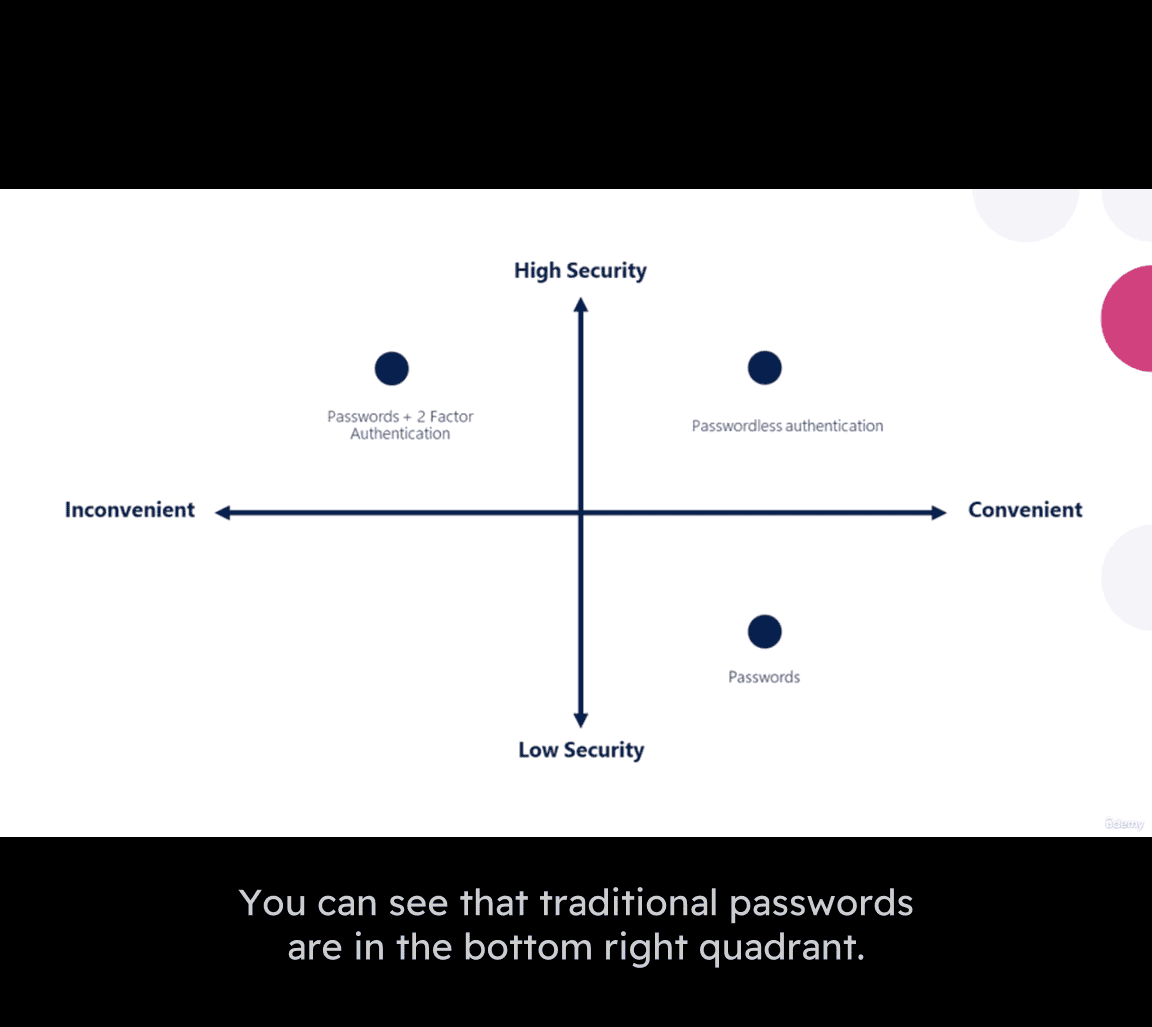 High Security
Passwords + 2 Factor
Authentication
Passwordless authentication
Inconvenient
Convenient
Passwords
Low Security
ûdemy
You can see that traditional passwords
are in the bottom right quadrant.